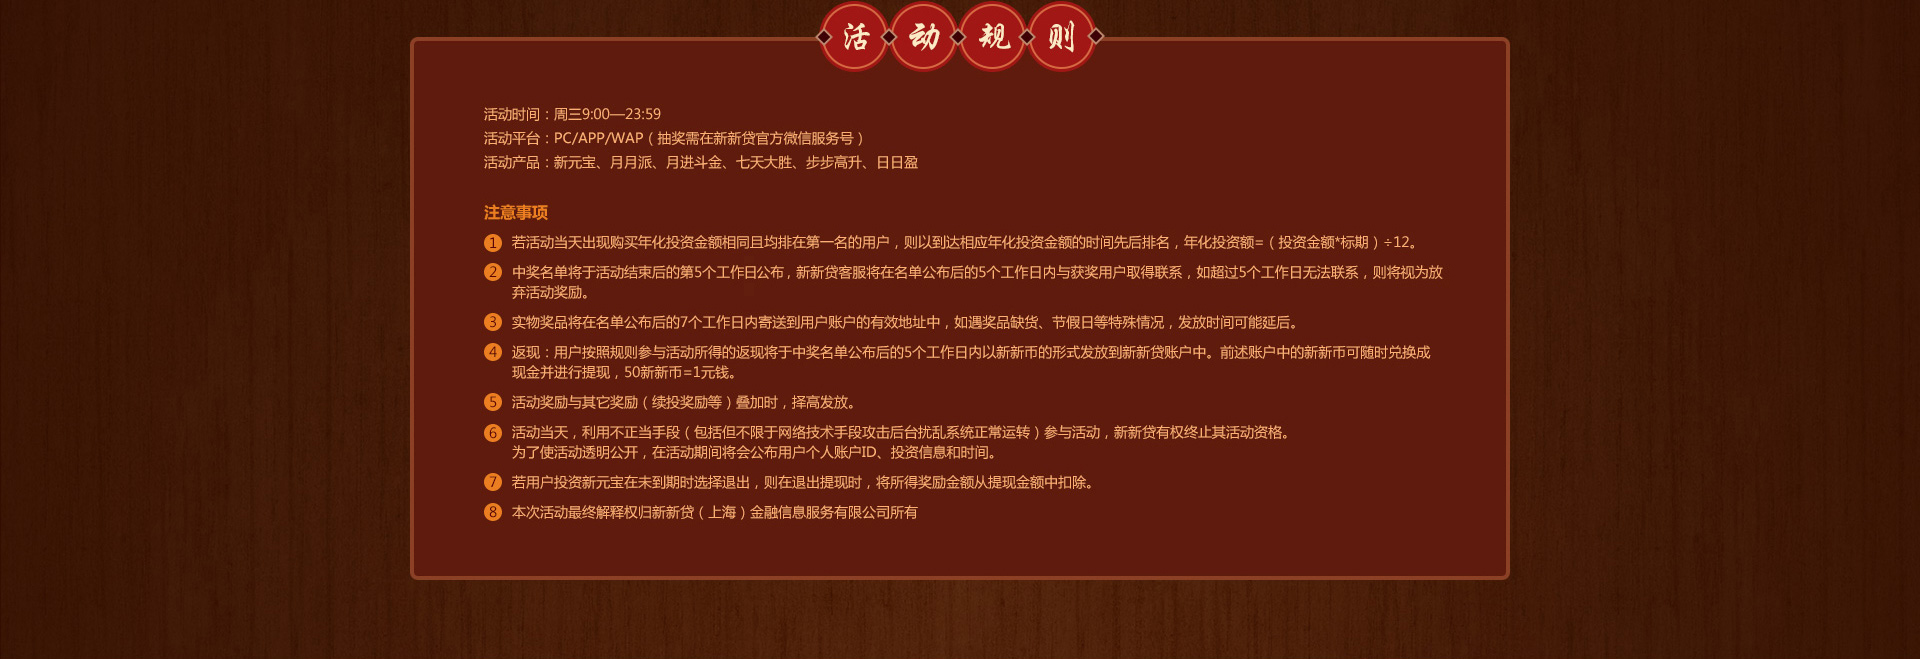 活动规则
活动时间：周三9:00—23:59
活动平台：PC/APP/WAP（抽奖需在新新贷官方微信服务号）
活动产品：新元宝、月月派、月进斗金、七天大胜、步步高升、日日盈
注意事项
1 若活动当天出现购买年化投资金额相同且均排在第一名的用户，则以到达相应年化投资金额的时间先后排名，年化投资额=（投资金额*标期）÷12。
2 中奖名单将于活动结束后的第5个工作日公布，新新贷客服将在名单公布后的5个工作日内与获奖用户取得联系，如超过5个工作日无法联系，则将视为放
弃活动奖励。
3 实物奖品将在名单公布后的7个工作日内寄送到用户账户的有效地址中，如遇奖品缺货、节假日等特殊情况，发放时间可能延后。
4 返现：用户按照规则参与活动所得的返现将于中奖名单公布后的5个工作日内以新新币的形式发放到新新贷账户中。前述账户中的新新币可随时兑换成
现金并进行提现，50新新币=1元钱。
5 活动奖励与其它奖励（续投奖励等）叠加时，择高发放。
6 活动当天，利用不正当手段（包括但不限于网络技术手段攻击后台扰乱系统正常运转）参与活动，新新贷有权终止其活动资格。
为了使活动透明公开，在活动期间将会公布用户个人账户ID、投资信息和时间。
7 若用户投资新元宝在未到期时选择退出，则在退出提现时，将所得奖励金额从提现金额中扣除。
8 本次活动最终解释权归新新贷（上海）金融信息服务有限公司所有